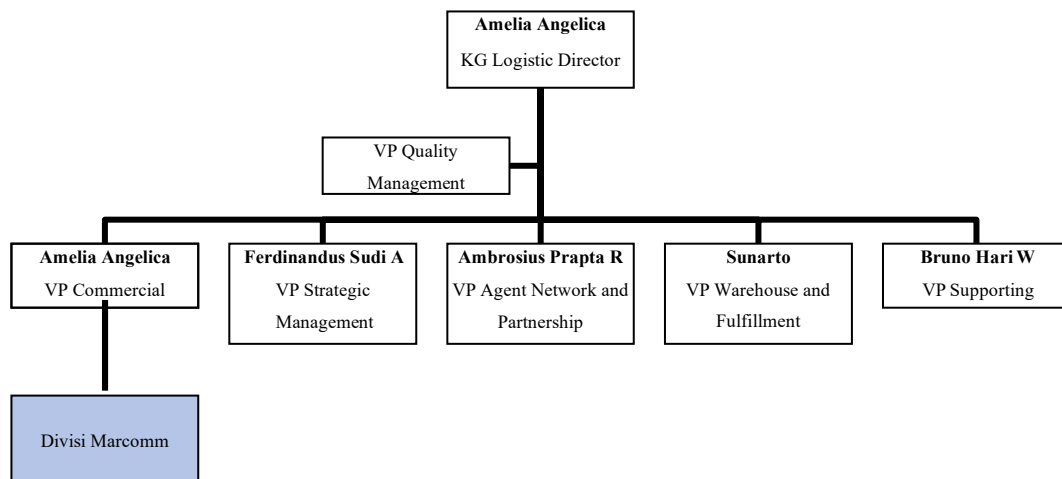 Amelia Angelica
KG Logistic Director
VP Quality
Management
Amelia Angelica
VP Commercial
Ferdinandus Sudi A
VP Strategic
Management
Ambrosius Prapta R
VP Agent Network and
Partnership
Sunarto
VP Warehouse and
Fulfillment
Bruno Hari W
VP Supporting
Divisi Marcomm